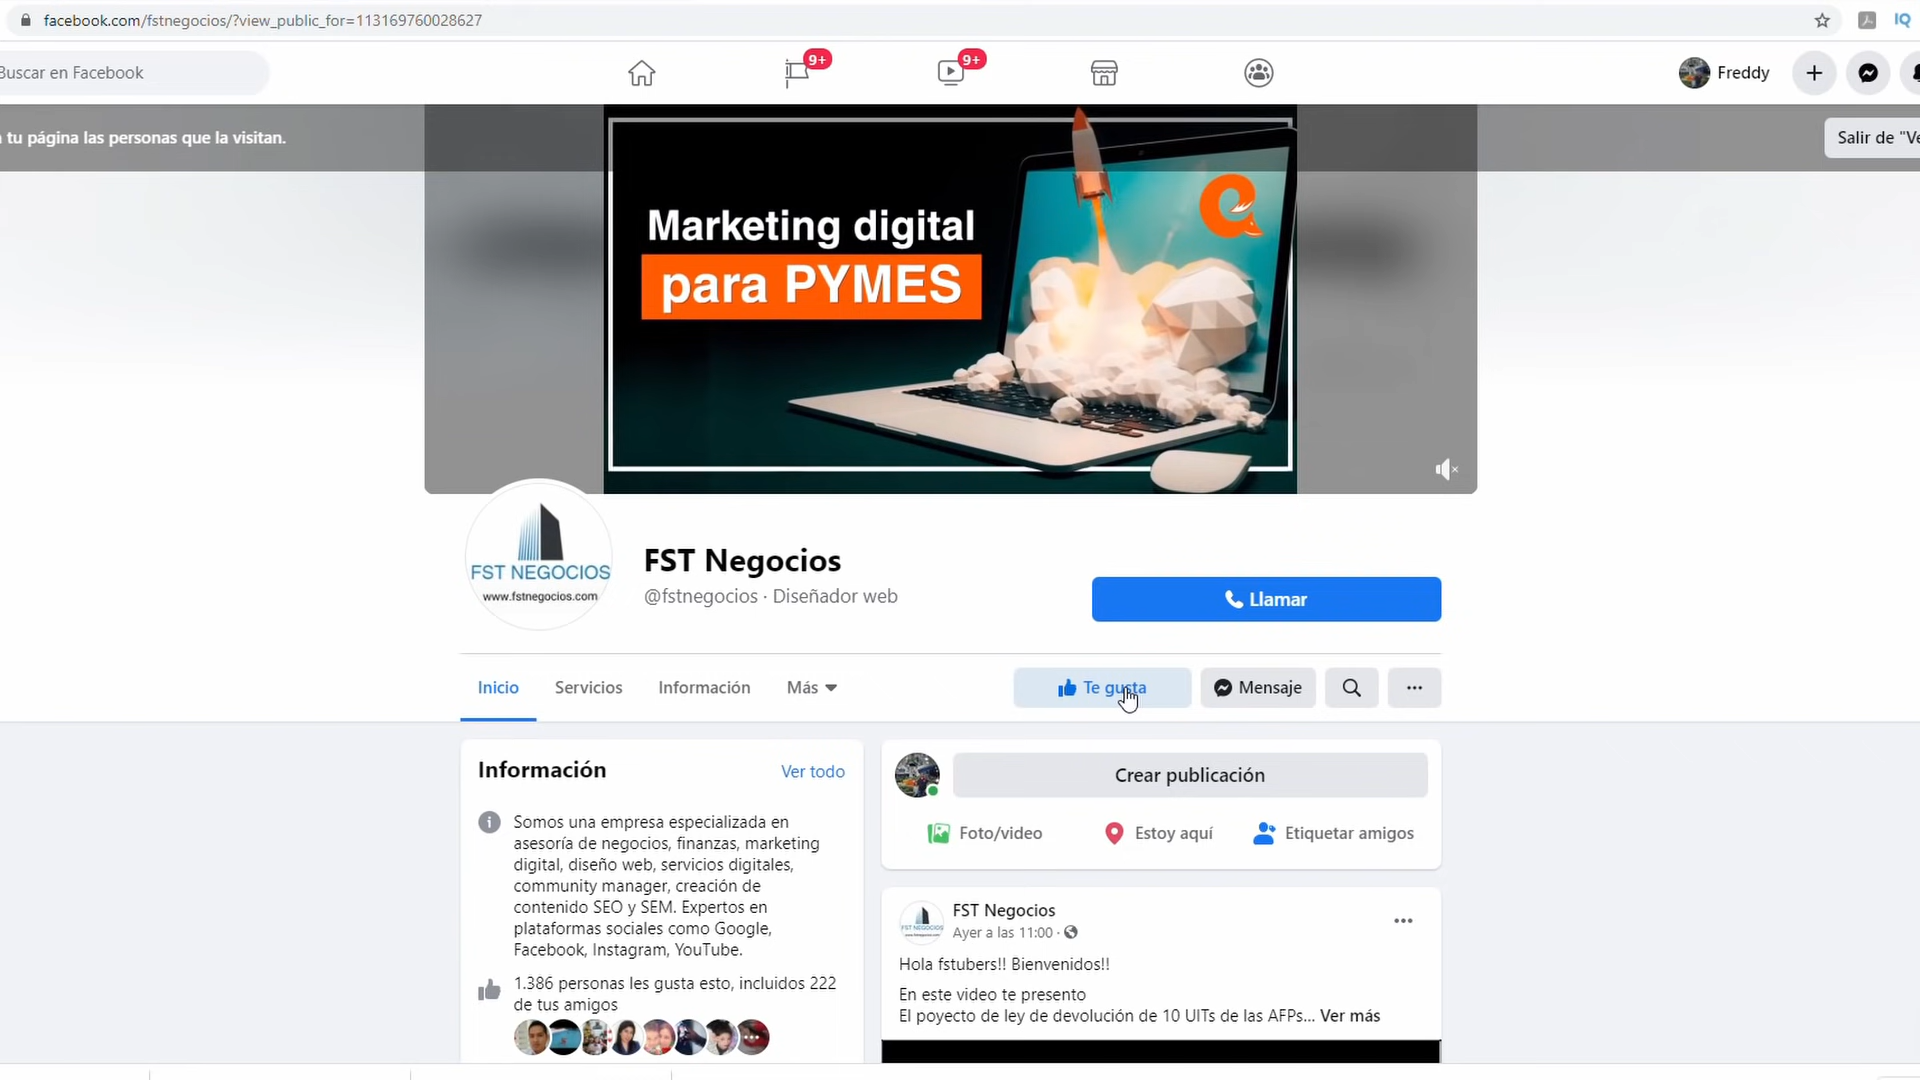 facebook.com/fstnegocios/?view_public_for=113169760028627
IQ
Buscar en Facebook
9+
9+
Freddy
tu página las personas que la visitan.
Salir de "Ve
Marketing digital
para PYMES
FST NEGOCIOS
www.fstnegocios.com
FST Negocios
@fstnegocios · Diseñador web
Llamar
Inicio
Servicios
Información
Más
Te gusta
Mensaje
Información
Ver todo
Somos una empresa especializada en
asesoría de negocios, finanzas, marketing
digital, diseño web, servicios digitales,
community manager, creación de
contenido SEO y SEM. Expertos en
plataformas sociales como Google,
Facebook, Instagram, YouTube.
1.386 personas les gusta esto, incluidos 222
de tus amigos
Crear publicación
Foto/video
Estoy aquí
Etiquetar amigos
FST NEGOCIOS
FST Negocios
Ayer a las 11:00 ·
Hola fstubers!! Bienvenidos!!
En este video te presento
El poyecto de ley de devolución de 10 UITs de las AFPs... Ver más